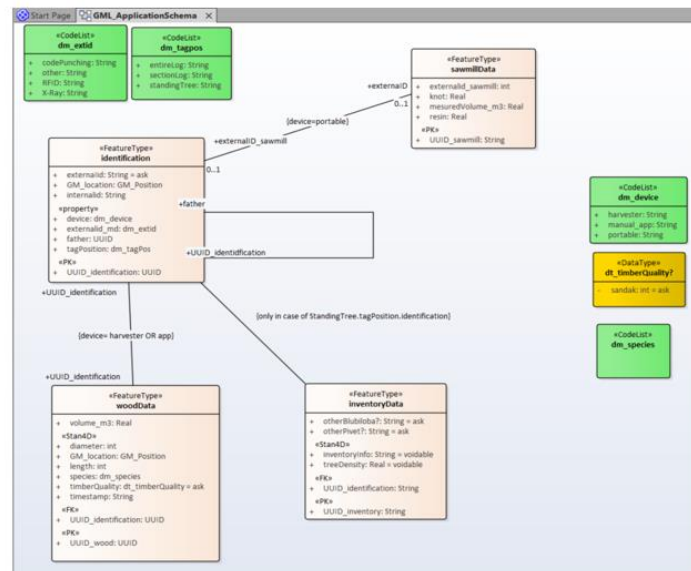 Start Page
GML_ApplicationSchema ×
«CodeList»
dm_extid
+ codePunching: String
+ other: String
+ RFID: String
+ X-Ray: String
«CodeList»
dm_tagpos
+ entireLog: String
+ sectionLog: String
+ standingTree: String
«FeatureType»
sawmillData
+ externalid_sawmill: int
+ knot: Real
+ mesuredVolume_m3: Real
+ resin: Real
«PK»
+ UUID_sawmill: String
+externaID
0..1
{device=portable}
+externalID_sawmill
0..1
«FeatureType»
identification
+ externalid: String = ask
+ GM_location: GM_Position
+ internalid: String
«property»
+ device: dm_device
+ externalid_md: dm_extid
+ father: UUID
+ tagPosition: dm_tagPos
«PK»
+ UUID_identification: UUID
+father
+UUID_identidfication
«CodeList»
dm_device
+ harvester: String
+ manual_app: String
+ portable: String
«DataType»
dt_timberQuality?
- sandak: int = ask
«CodeList»
dm_species
+UUID_identification
{device= harvester OR app}
{only in case of StandingTree.tagPosition.identification}
+UUID_identification
«FeatureType»
woodData
+ volume_m3: Real
«Stan4D»
+ diameter: int
+ GM_location: GM_Position
+ length: int
+ species: dm_species
+ timberQuality: dt_timberQuality = ask
+ timestamp: String
«FK»
+ UUID_identification: UUID
«PK»
+ UUID_wood: UUID
«FeatureType»
inventoryData
+ otherBlubiloba?: String = ask
+ otherPivet?: String = ask
«Stan4D»
+ inventoryInfo: String = voidable
+ treeDensity: Real = voidable
«FK»
+ UUID_identification: String
«PK»
+ UUID_inventory: String